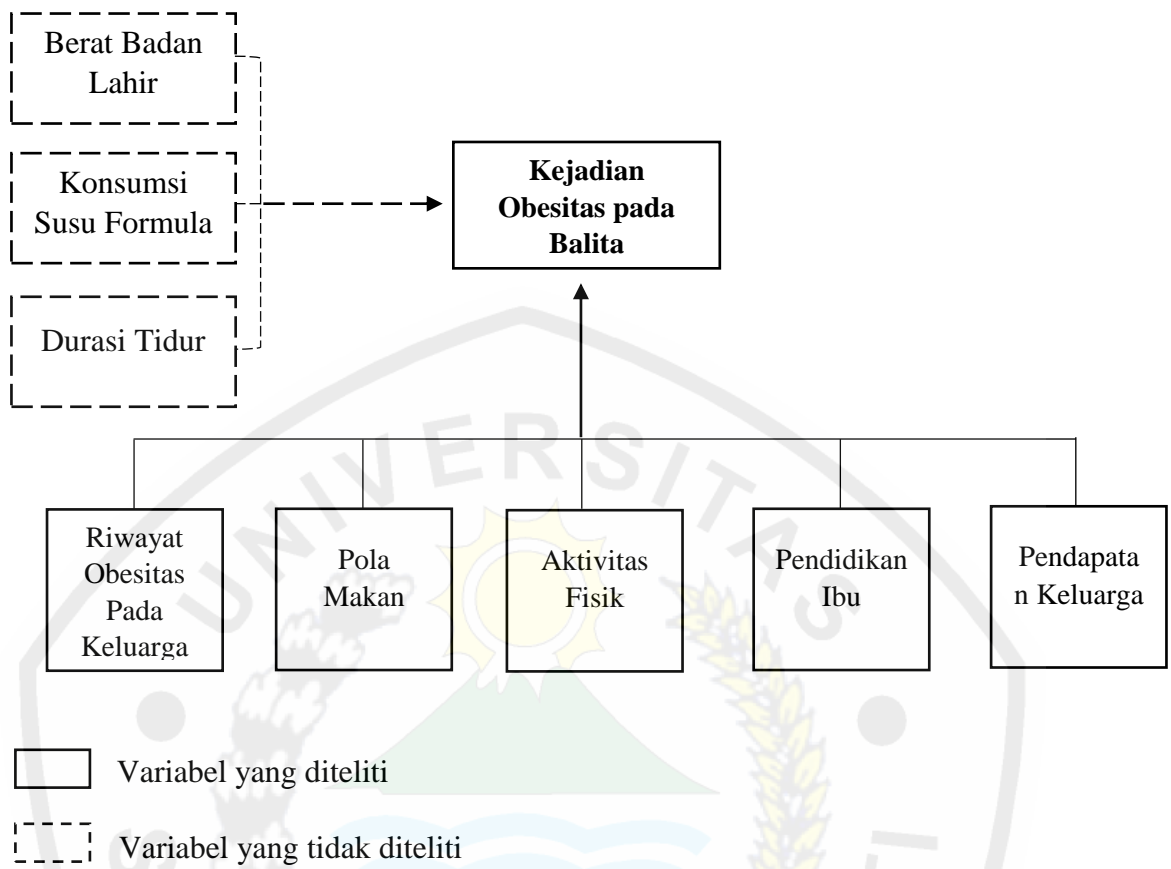 Berat Badan
Lahir
Konsumsi
Susu Formula
Durasi Tidur
Kejadian
Obesitas pada
Balita
Riwayat
Obesitas
Pada
Keluarga
Pola
Makan
Aktivitas
Fisik
Pendidikan
Ibu
Pendapata
n Keluarga
Variabel yang diteliti
Variabel yang tidak diteliti
UNIVERSITAS